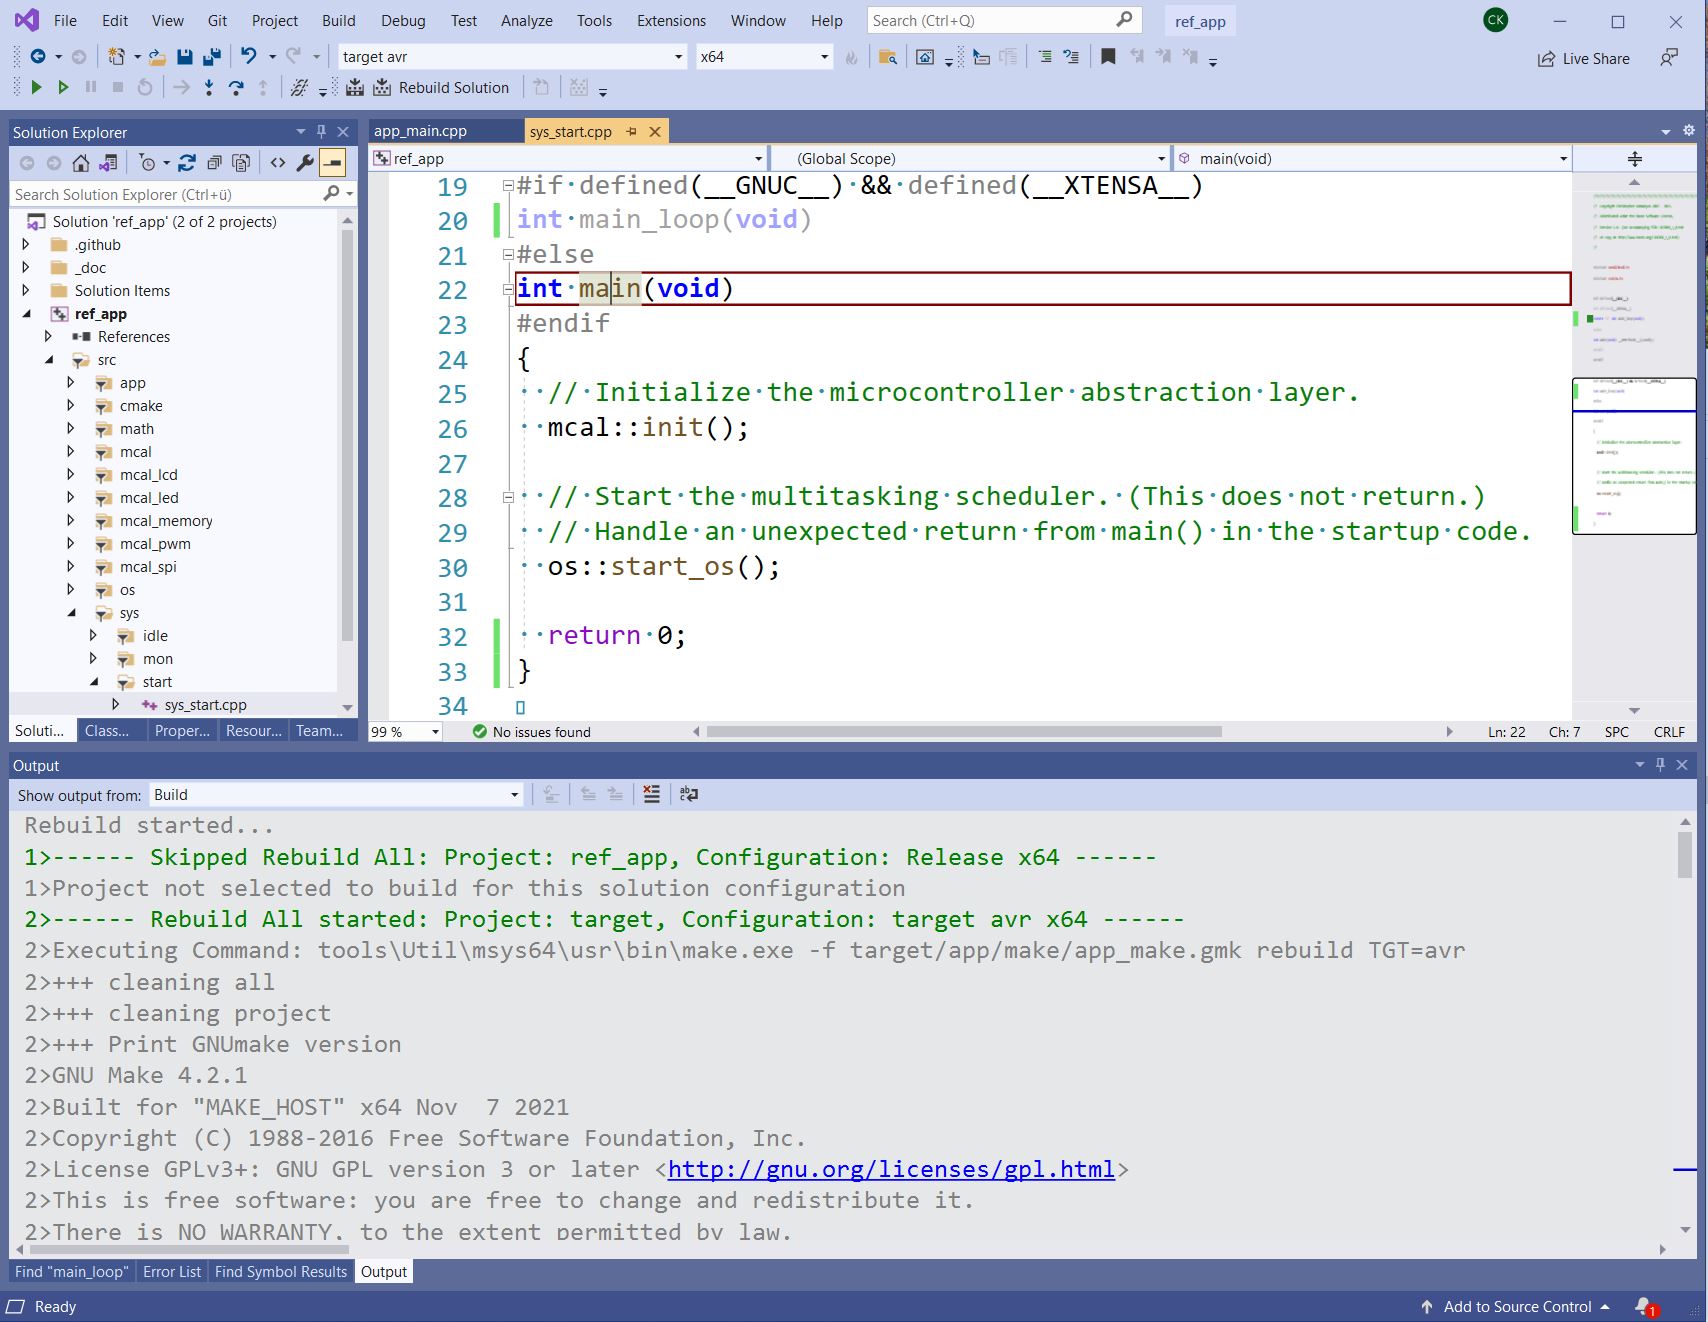 File Edit View Git Project Build Debug Test Analyze Tools Extensions Window Help Search (Ctrl+Q) ref_app CK
target avr x64 Live Share
Rebuild Solution
Solution Explorer
Search Solution Explorer (Ctrl+ü)
Solution 'ref_app' (2 of 2 projects)
.github
_doc
Solution Items
ref_app
References
src
app
cmake
math
mcal
mcal_lcd
mcal_led
mcal_memory
mcal_pwm
mcal_spi
os
sys
idle
mon
start
sys_start.cpp
Soluti... Class... Proper... Resour... Team...
app_main.cpp sys_start.cpp
ref_app (Global Scope) main(void)
19 #if defined(__GNUC__) && defined(__XTENSA__)
20 int main_loop(void)
21 #else
22 int main(void)
23 #endif
24 {
25 // Initialize the microcontroller abstraction layer.
26 mcal::init();
27
28 // Start the multitasking scheduler. (This does not return.)
29 // Handle an unexpected return from main() in the startup code.
30 os::start_os();
31
32 return 0;
33 }
34
99 % No issues found Ln: 22 Ch: 7 SPC CRLF
Output
Show output from: Build
Rebuild started...
1>------ Skipped Rebuild All: Project: ref_app, Configuration: Release x64 ------
1>Project not selected to build for this solution configuration
2>------ Rebuild All started: Project: target, Configuration: target avr x64 ------
2>Executing Command: tools\Util\msys64\usr\bin\make.exe -f target/app/make/app_make.gmk rebuild TGT=avr
2>+++ cleaning all
2>+++ cleaning project
2>+++ Print GNUmake version
2>GNU Make 4.2.1
2>Built for "MAKE_HOST" x64 Nov  7 2021
2>Copyright (C) 1988-2016 Free Software Foundation, Inc.
2>License GPLv3+: GNU GPL version 3 or later <http://gnu.org/licenses/gpl.html>
2>This is free software: you are free to change and redistribute it.
2>There is NO WARRANTY, to the extent permitted by law.
Find "main_loop" Error List Find Symbol Results Output
Ready Add to Source Control 1